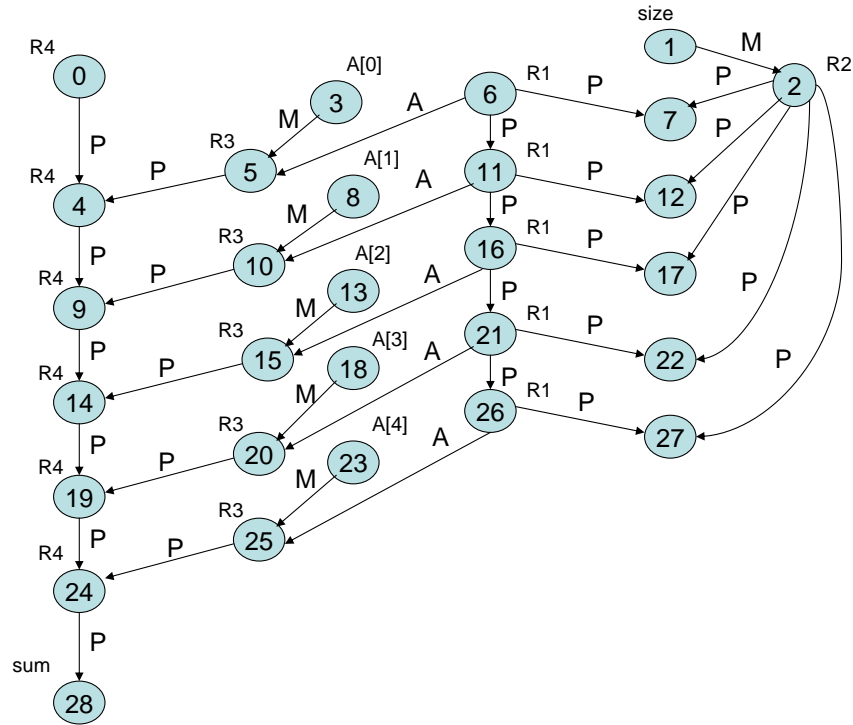 size
1
M
R4
0
A[0]
3
A
6
R1
P
P
2
R2
M
7
P
R3
5
P
P
P
R4
4
A[1]
8
A
11
R1
P
12
M
P
P
R3
10
P
P
R4
9
A[2]
13
A
16
R1
P
17
M
P
P
R3
15
P
P
R4
14
A[3]
18
A
21
R1
P
22
M
P
P
R3
20
P
P
R4
19
A[4]
23
A
26
R1
P
27
M
R3
25
P
P
R4
24
P
sum
28